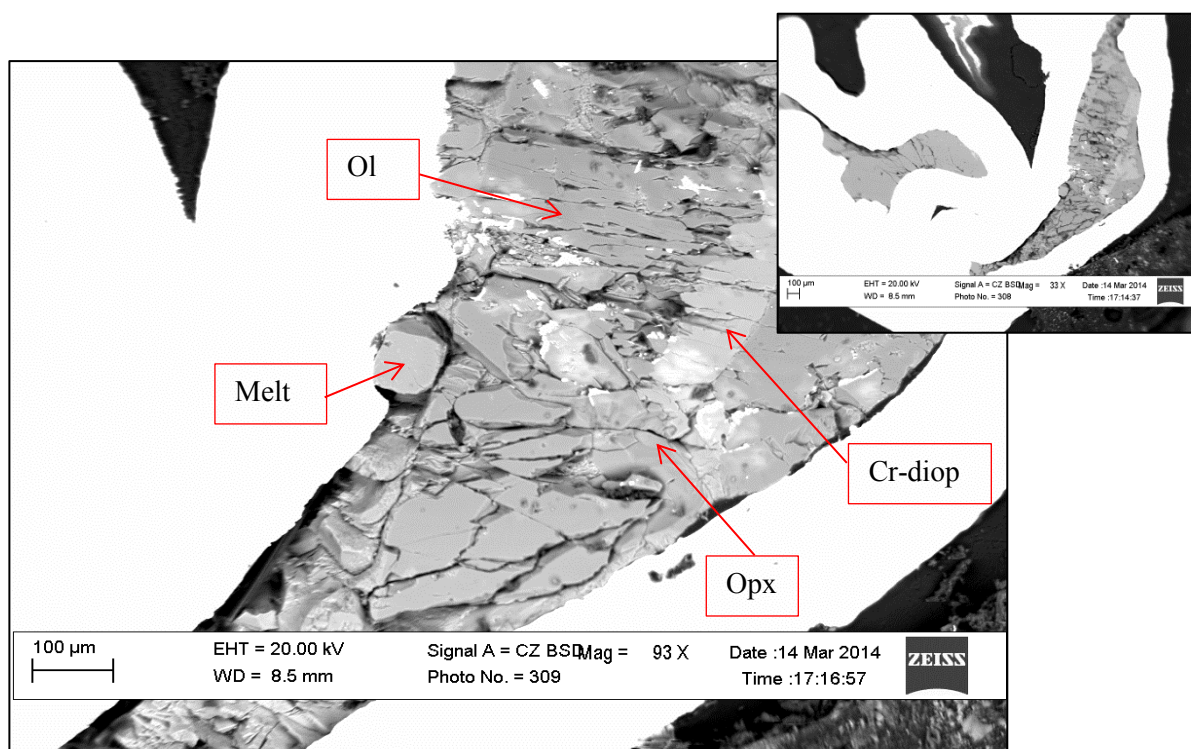 100 µm
EHT = 20.00 kV
Signal A = CZ BSD
Mag = 33 X
Date :14 Mar 2014
WD = 8.5 mm
Photo No. = 308
Time :17:14:37
ZEISS
Ol
Melt
Cr-diop
Opx
100 µm
EHT = 20.00 kV
Signal A = CZ BSD
Mag = 93 X
Date :14 Mar 2014
WD = 8.5 mm
Photo No. = 309
Time :17:16:57
ZEISS